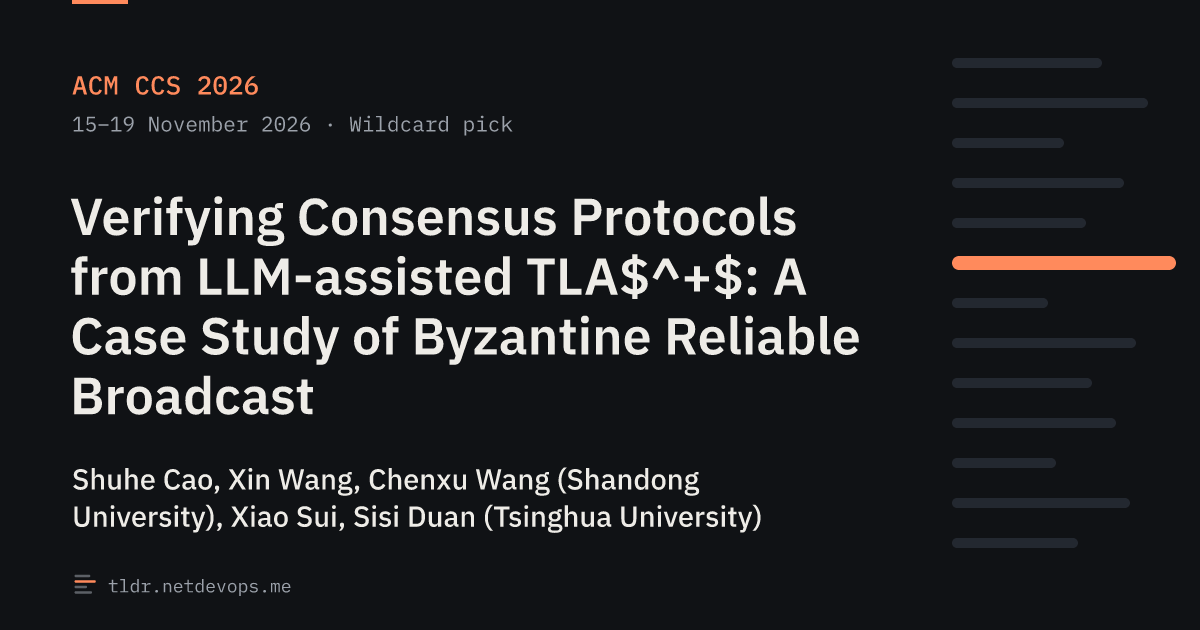 ACM CCS 2026
15–19 November 2026 · Wildcard pick
Verifying Consensus Protocols
from LLM-assisted TLA$^+$: A
Case Study of Byzantine Reliable
Broadcast
Shuhe Cao, Xin Wang, Chenxu Wang (Shandong
University), Xiao Sui, Sisi Duan (Tsinghua University)
tldr.netdevops.me